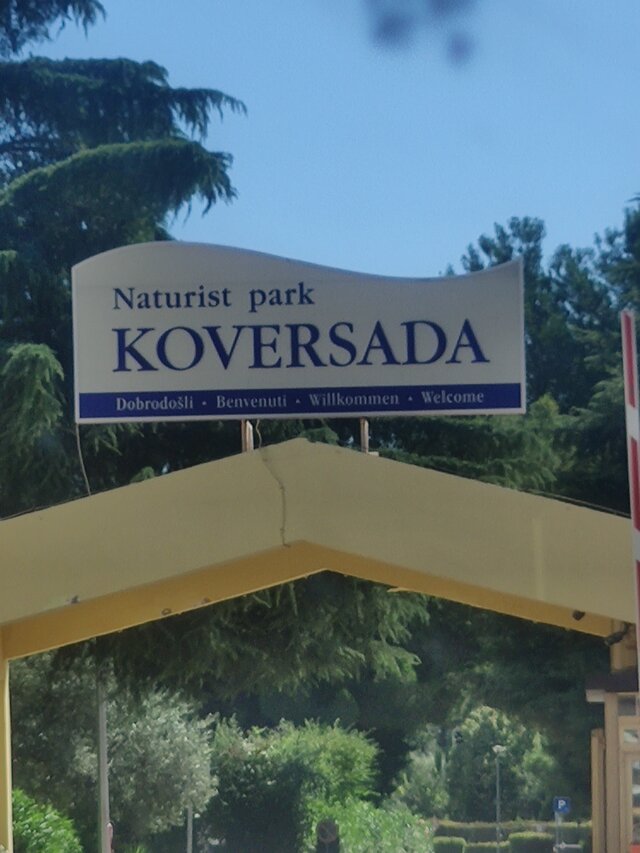 Naturist park
KOVERSADA
Dobrodošli • Benvenuti • Willkommen • Welcome
P